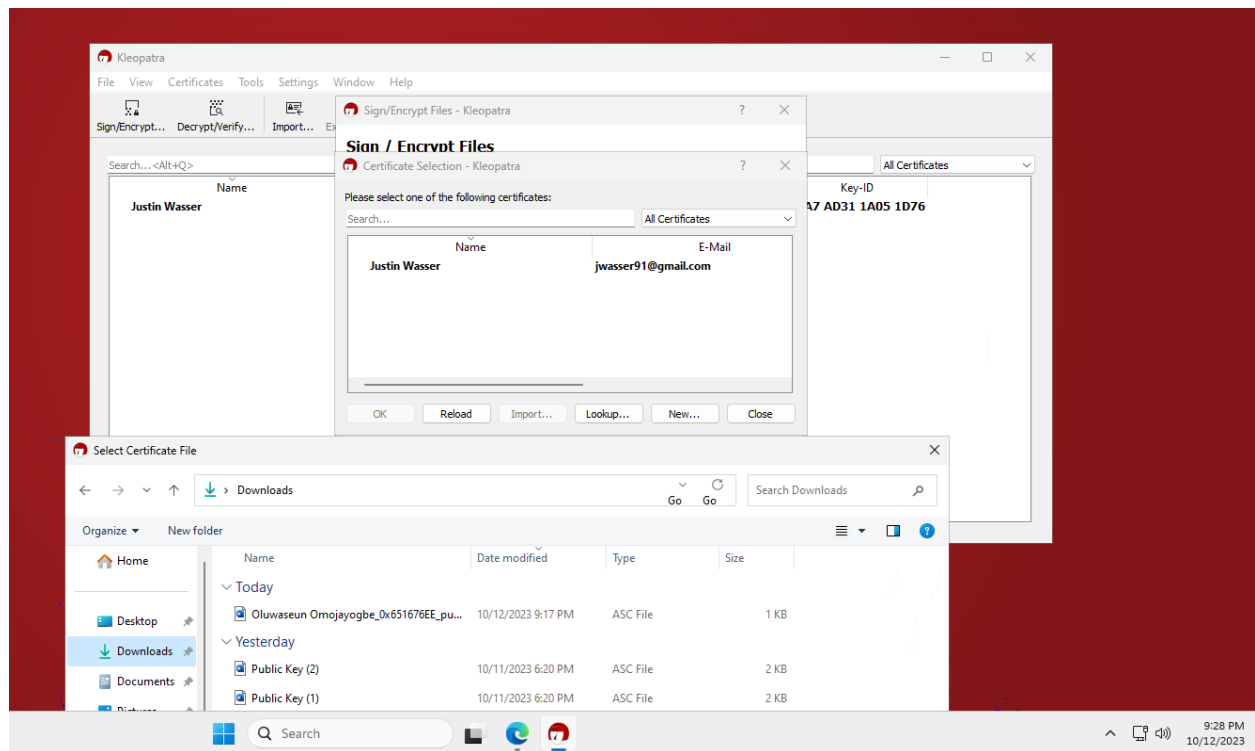 Kleopatra
File View Certificates Tools Settings Window Help
Sign/Encrypt... Decrypt/Verify... Import...
Sign/Encrypt Files - Kleopatra ?
Sign / Encrypt Files
Search...<Alt+Q> All Certificates
Certificate Selection - Kleopatra ?
Name Key-ID
Please select one of the following certificates:
Justin Wasser A7 AD31 1A05 1D76
Search... All Certificates
Name E-Mail
Justin Wasser jwasser91@gmail.com
OK Reload Import... Lookup... New... Close
Select Certificate File
Downloads Go Go Search Downloads
Organize New folder
Home Name Date modified Type Size
Today
Desktop Oluwaseun Omojayogbe_0x651676EE_pu... 10/12/2023 9:17 PM ASC File 1 KB
Yesterday
Downloads
Public Key (2) 10/11/2023 6:20 PM ASC File 2 KB
Documents
Public Key (1) 10/11/2023 6:20 PM ASC File 2 KB
Search
9:28 PM
10/12/2023